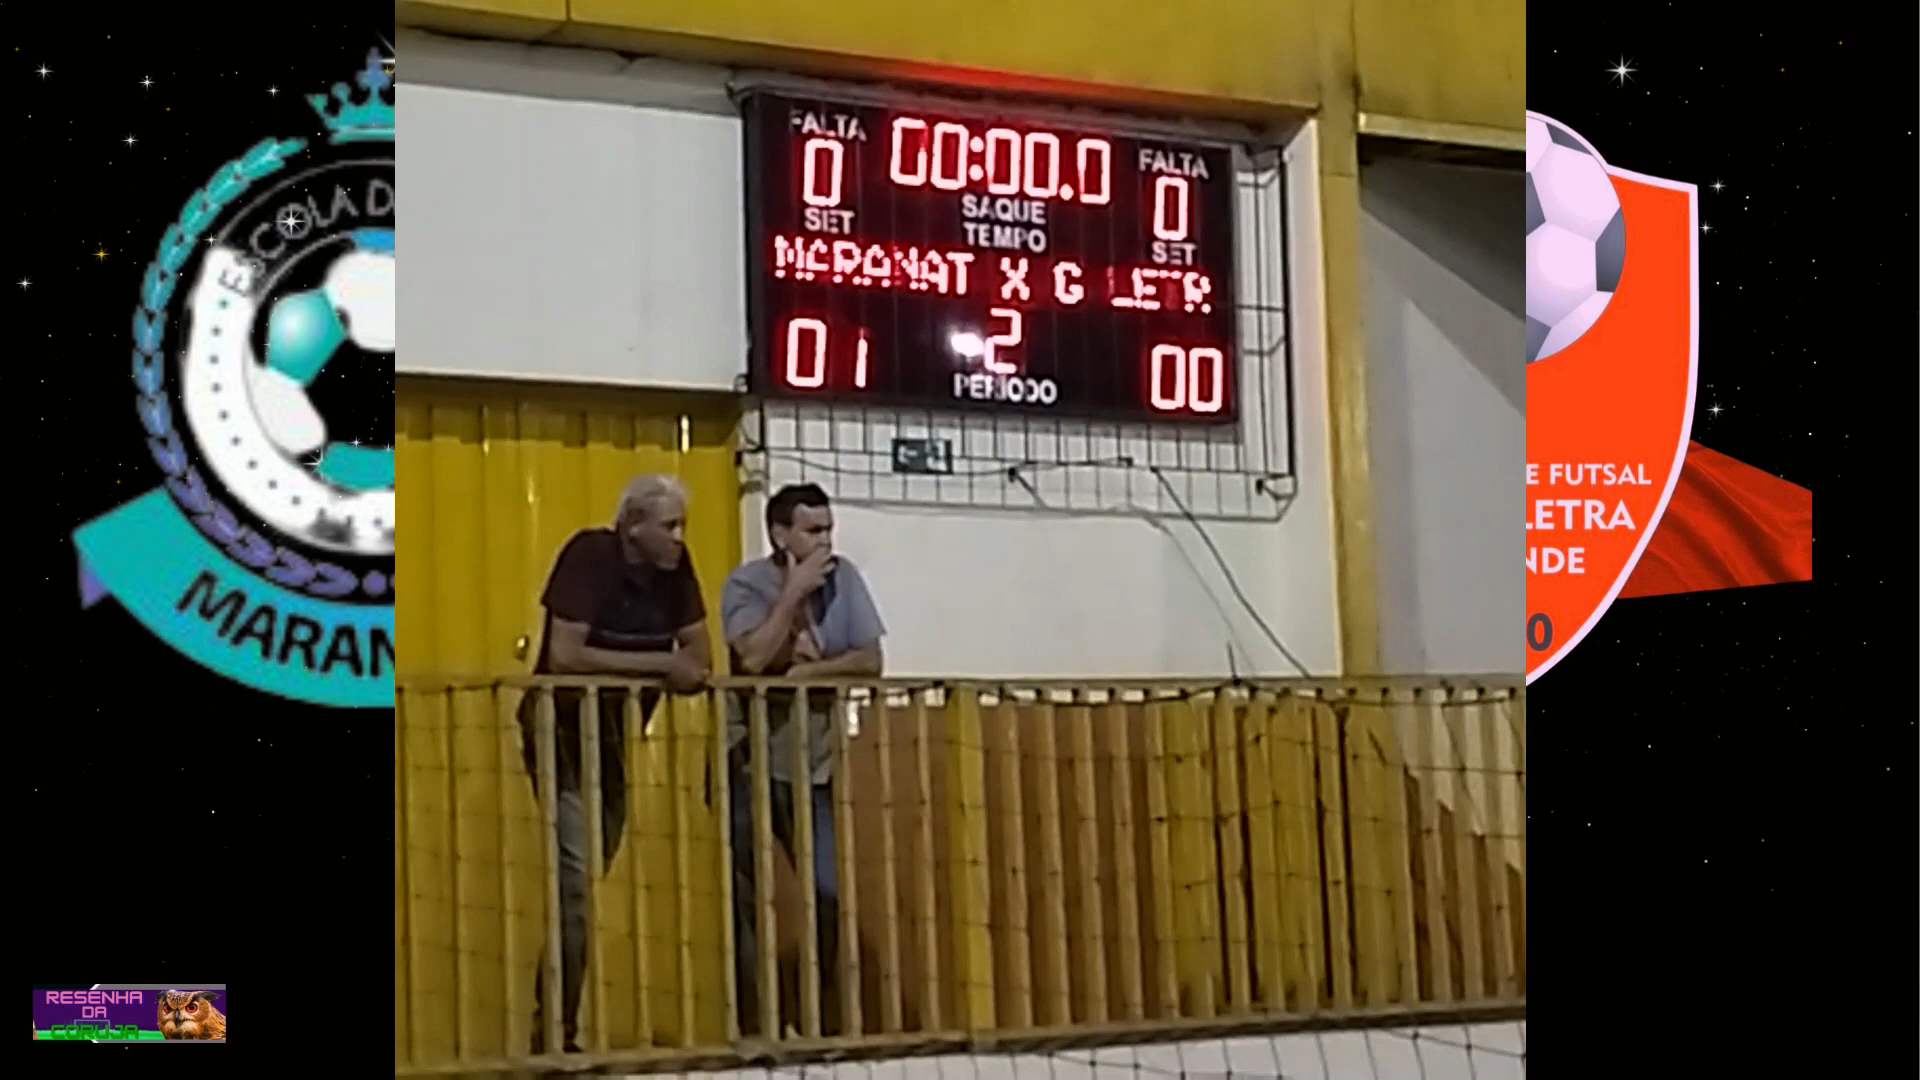 ESCOLA D
MARAN
FALTA 00:00.0 FALTA
0 0
SET SAQUE SET
TEMPO
MARANAT X G LETR
01 2 00
PERIODO
E FUTSAL
LETRA
NDE
0
RESENHA
DA
CORUJA